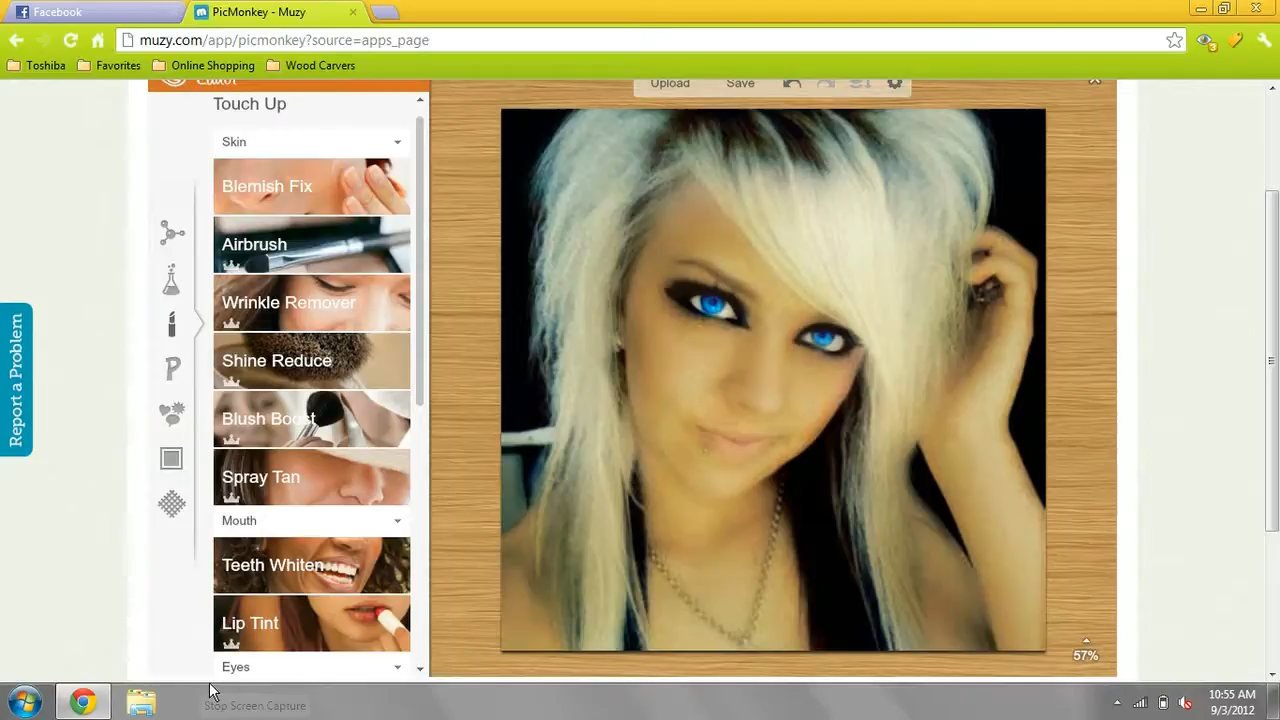 Facebook
PicMonkey - Muzy
muzy.com/app/picmonkey?source=apps_page
3
Toshiba
Favorites
Online Shopping
Wood Carvers
Upload
Save
Touch Up
Skin
Blemish Fix
Airbrush
Wrinkle Remover
Shine Reduce
Blush Boost
Spray Tan
Mouth
Teeth Whiten
Lip Tint
Eyes
Report a Problem
57%
Stop Screen Capture
10:55 AM
9/3/2012